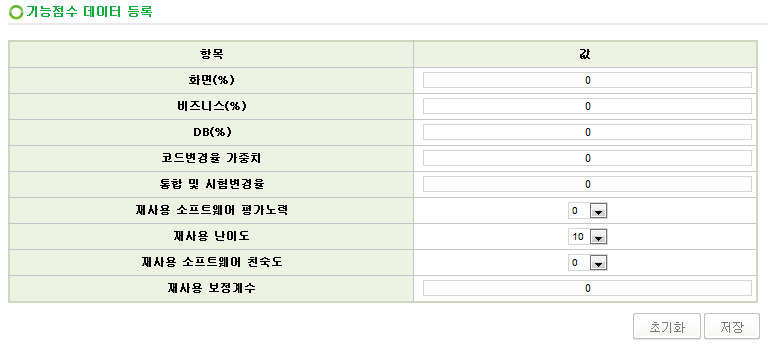 기능점수 데이터 등록
항목 값
화면(%) 0
비즈니스(%) 0
DB(%) 0
코드변경율 가중치 0
통합 및 시험변경율 0
재사용 소프트웨어 평가노력 0
재사용 난이도 10
재사용 소프트웨어 친숙도 0
재사용 보정계수 0
초기화 저장